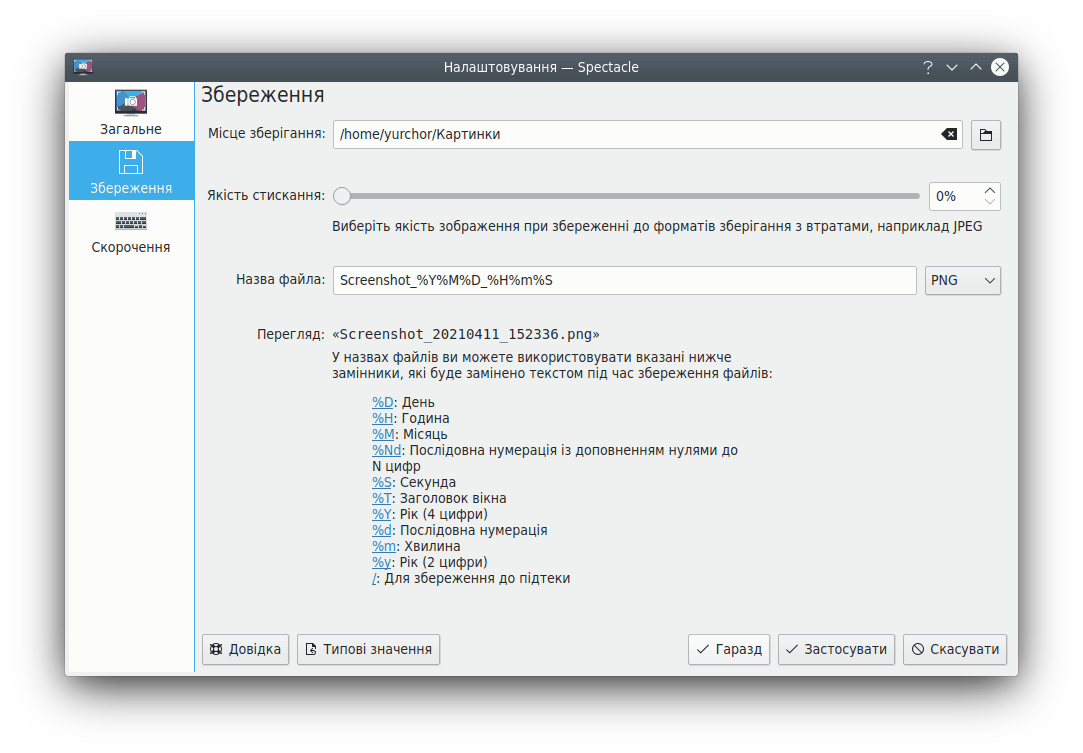 Налаштовування — Spectacle
Загальне
Збереження
Скорочення
Збереження
Місце зберігання: /home/yurchor/Картинки
Якість стискання: 0%
Виберіть якість зображення при збереженні до форматів зберігання з втратами, наприклад JPEG
Назва файла: Screenshot_%Y%M%D_%H%m%S PNG
Перегляд: «Screenshot_20210411_152336.png»
У назвах файлів ви можете використовувати вказані нижче
замінники, які буде замінено текстом під час збереження файлів:
%D: День
%H: Година
%M: Місяць
%Nd: Послідовна нумерація із доповненням нулями до
N цифр
%S: Секунда
%T: Заголовок вікна
%Y: Рік (4 цифри)
%d: Послідовна нумерація
%m: Хвилина
%y: Рік (2 цифри)
/: Для збереження до підтеки
Довідка Типові значення Гаразд Застосувати Скасувати